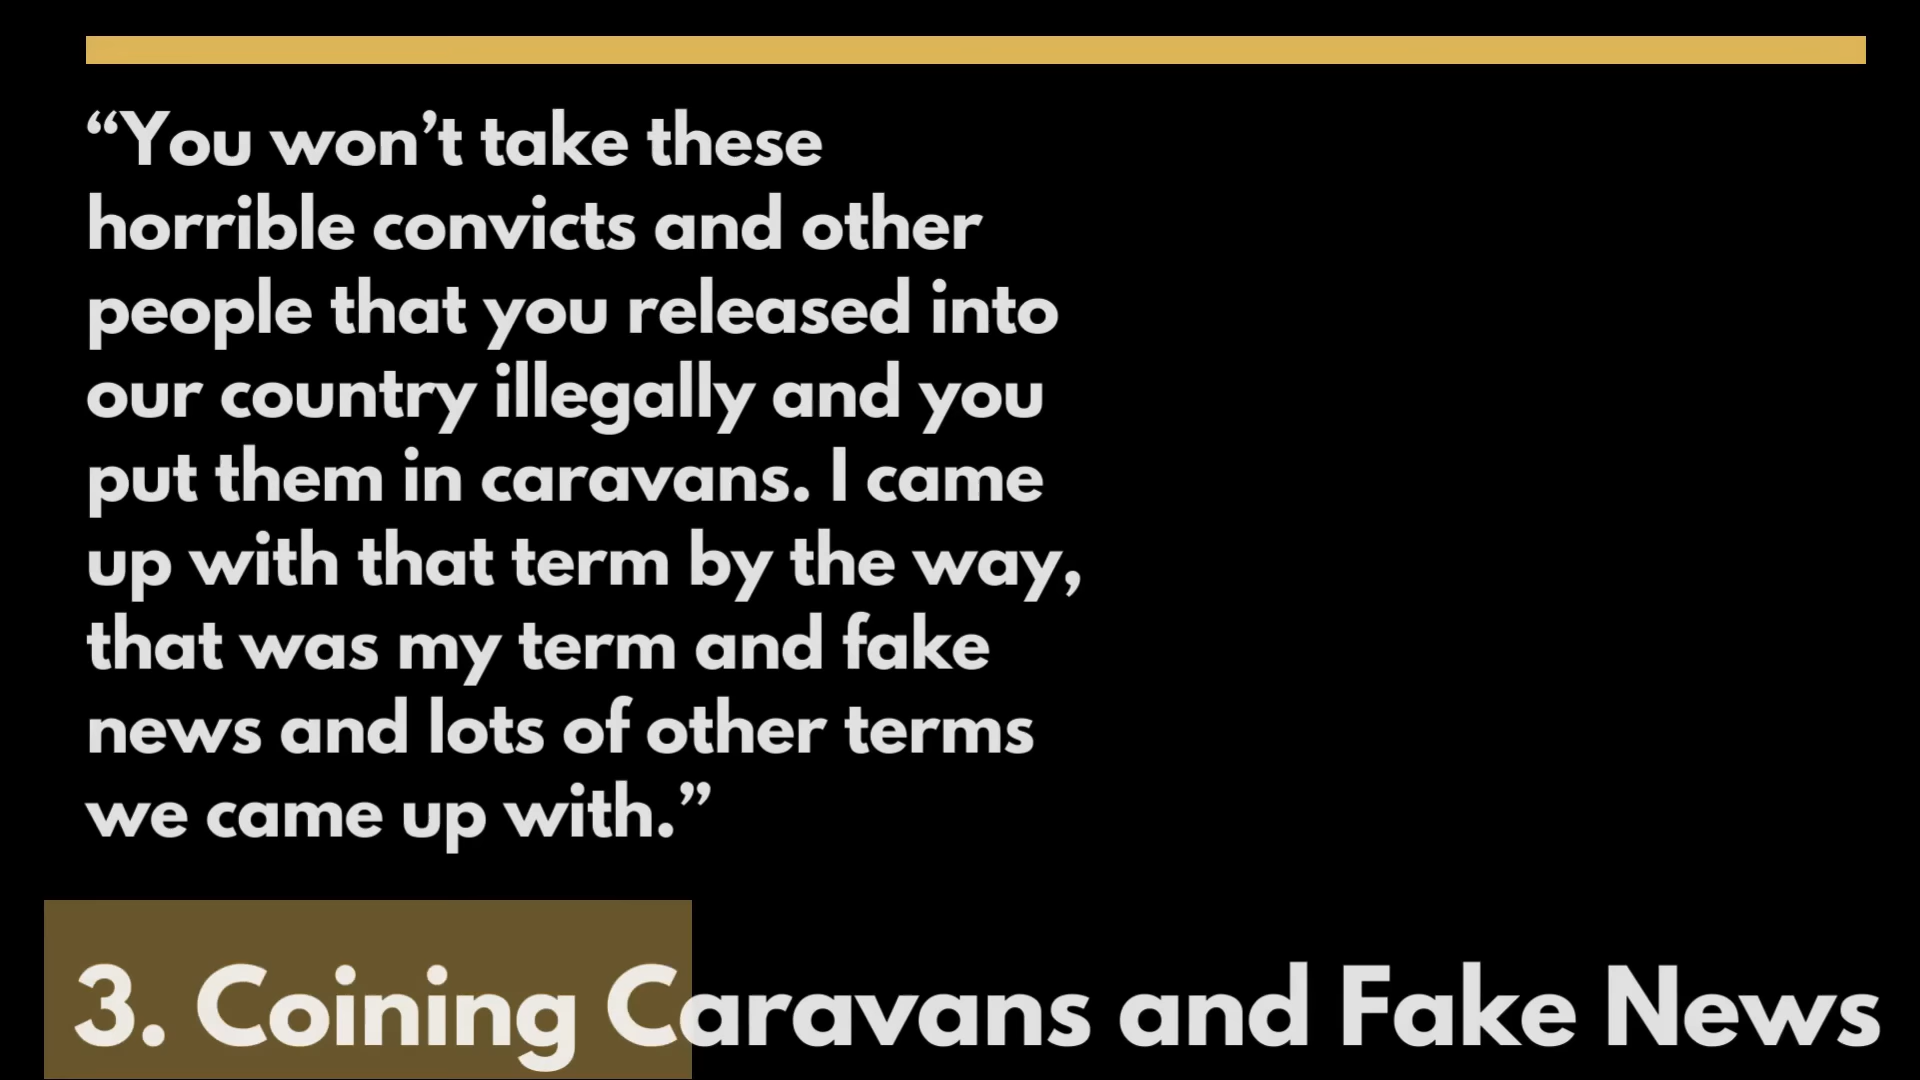 “You won’t take these
horrible convicts and other
people that you released into
our country illegally and you
put them in caravans. I came
up with that term by the way,
that was my term and fake
news and lots of other terms
we came up with.”
3. Coining Caravans and Fake News